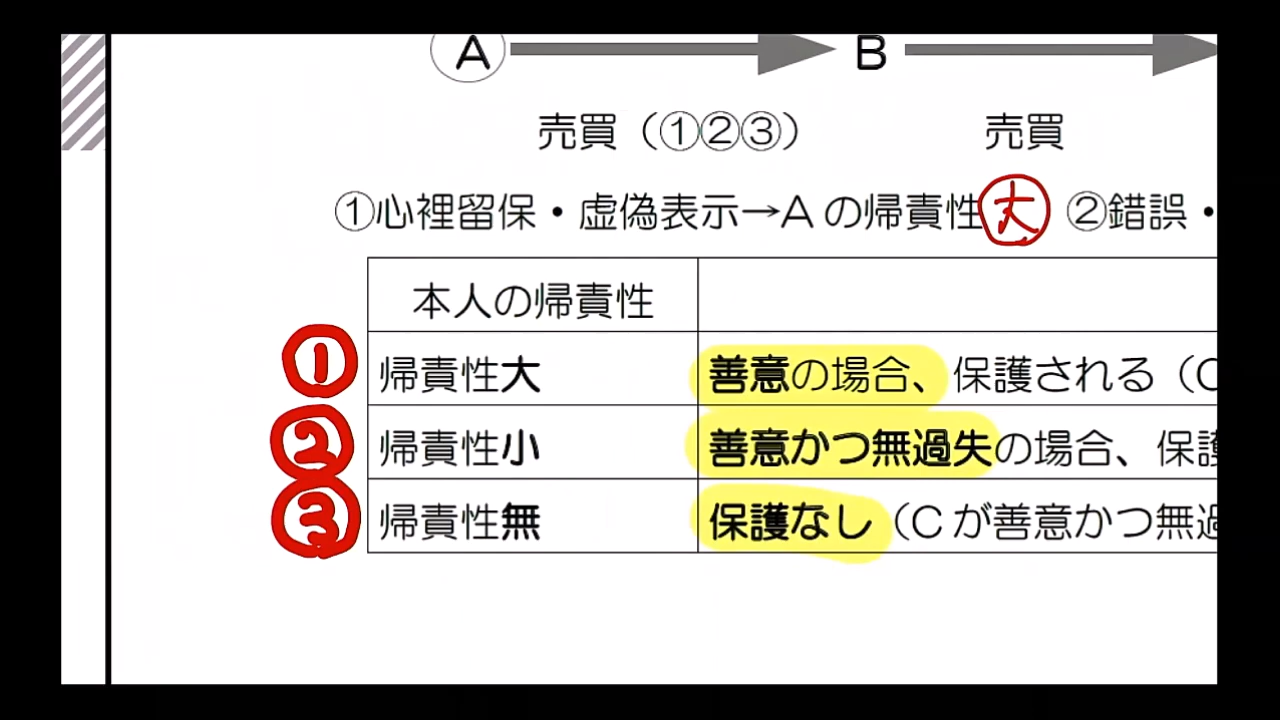 A B
売買（①②③） 売買
①心裡留保・虚偽表示→Aの帰責性大 ②錯誤・
本人の帰責性
① 帰責性大 善意の場合、保護される（C
② 帰責性小 善意かつ無過失の場合、保護
③ 帰責性無 保護なし（Cが善意かつ無過